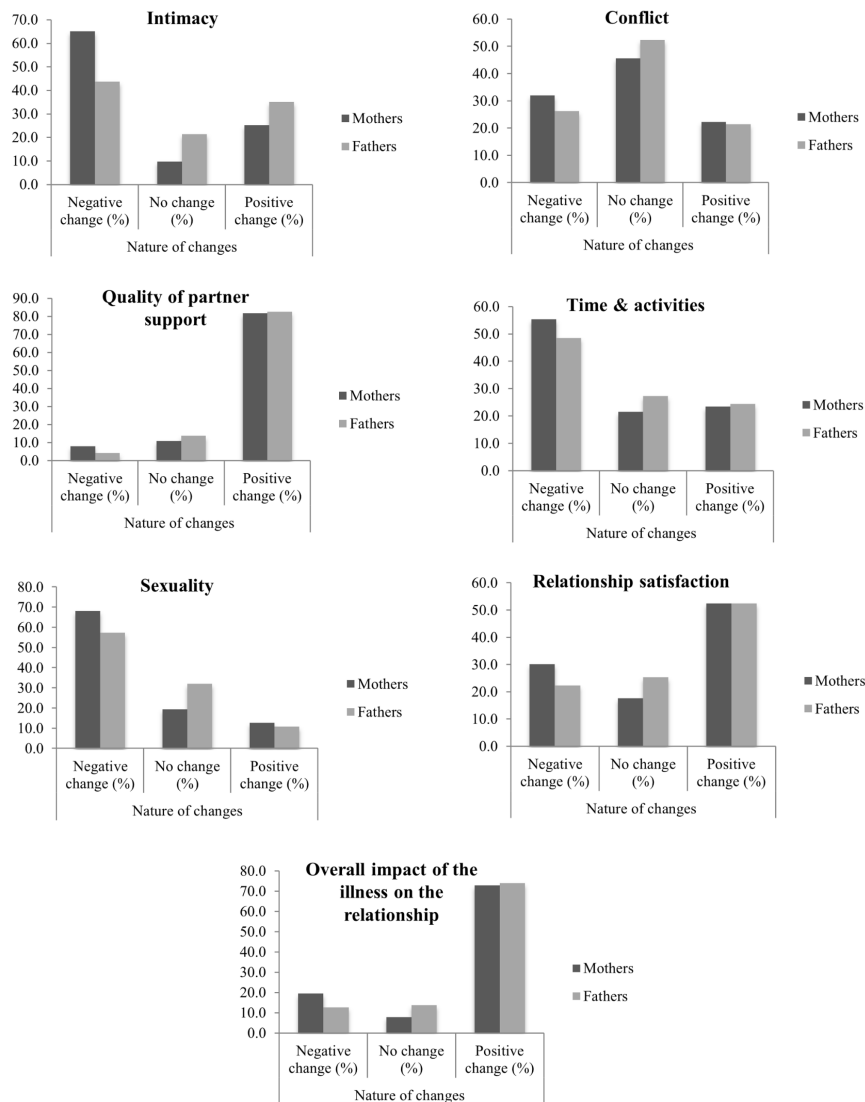 Intimacy
70.0
60.0
50.0
40.0
30.0
20.0
10.0
0.0
Negative change (%)
No change (%)
Positive change (%)
Nature of changes
Mothers
Fathers
Conflict
60.0
50.0
40.0
30.0
20.0
10.0
0.0
Negative change (%)
No change (%)
Positive change (%)
Nature of changes
Mothers
Fathers
Quality of partner
support
90.0
80.0
70.0
60.0
50.0
40.0
30.0
20.0
10.0
0.0
Negative change (%)
No change (%)
Positive change (%)
Nature of changes
Mothers
Fathers
Time & activities
60.0
50.0
40.0
30.0
20.0
10.0
0.0
Negative change (%)
No change (%)
Positive change (%)
Nature of changes
Mothers
Fathers
Sexuality
80.0
70.0
60.0
50.0
40.0
30.0
20.0
10.0
0.0
Negative change (%)
No change (%)
Positive change (%)
Nature of changes
Mothers
Fathers
Relationship satisfaction
60.0
50.0
40.0
30.0
20.0
10.0
0.0
Negative change (%)
No change (%)
Positive change (%)
Nature of changes
Mothers
Fathers
Overall impact of the
illness on the
relationship
80.0
70.0
60.0
50.0
40.0
30.0
20.0
10.0
0.0
Negative change (%)
No change (%)
Positive change (%)
Nature of changes
Mothers
Fathers